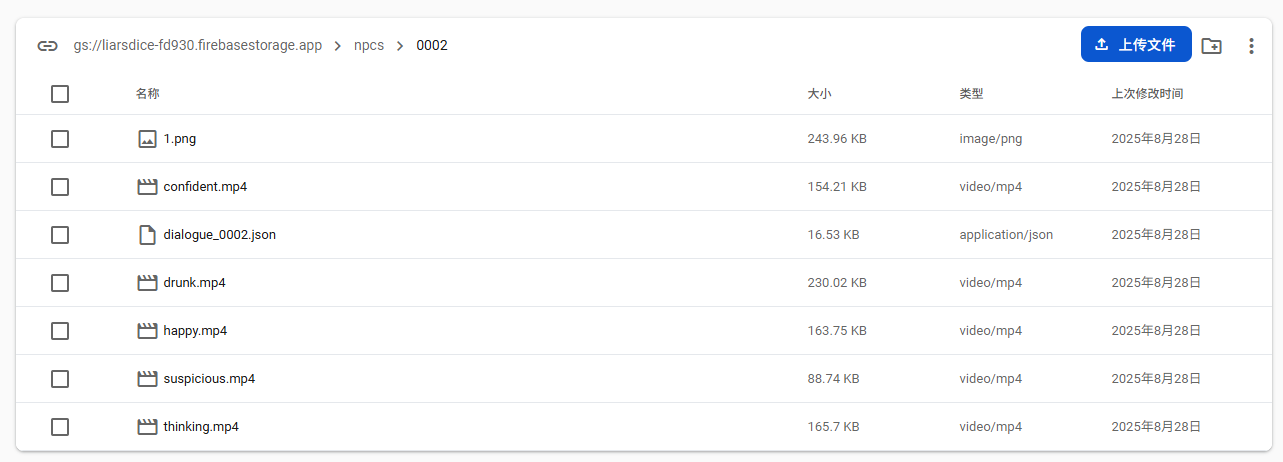 gs://liarsdice-fd930.firebasestorage.app > npcs > 0002 上传文件
名称 大小 类型 上次修改时间
1.png 243.96 KB image/png 2025年8月28日
confident.mp4 154.21 KB video/mp4 2025年8月28日
dialogue_0002.json 16.53 KB application/json 2025年8月28日
drunk.mp4 230.02 KB video/mp4 2025年8月28日
happy.mp4 163.75 KB video/mp4 2025年8月28日
suspicious.mp4 88.74 KB video/mp4 2025年8月28日
thinking.mp4 165.7 KB video/mp4 2025年8月28日